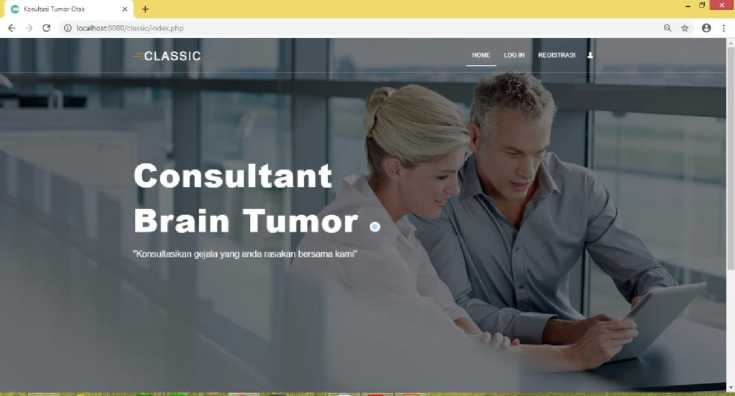 Konsultasi Tumor Otak
localhost:8080/classic/index.php
CLASSIC
HOME LOG IN REGISTRASI
Consultant
Brain Tumor
"Konsultasikan gejala yang anda rasakan bersama kami"